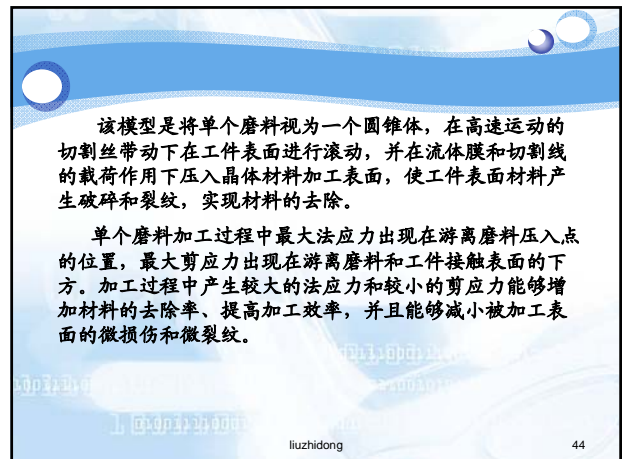 该模型是将单个磨料视为一个圆锥体，在高速运动的
切割丝带动下在工件表面进行滚动，并在流体膜和切割线
的载荷作用下压入晶体材料加工表面，使工件表面材料产
生破碎和裂纹，实现材料的去除。
单个磨料加工过程中最大法应力出现在游离磨料压入点
的位置，最大剪应力出现在游离磨料和工件接触表面的下
方。加工过程中产生较大的法应力和较小的剪应力能够增
加材料的去除率、提高加工效率，并且能够减小被加工表
面的微损伤和微裂纹。
liuzhidong
44